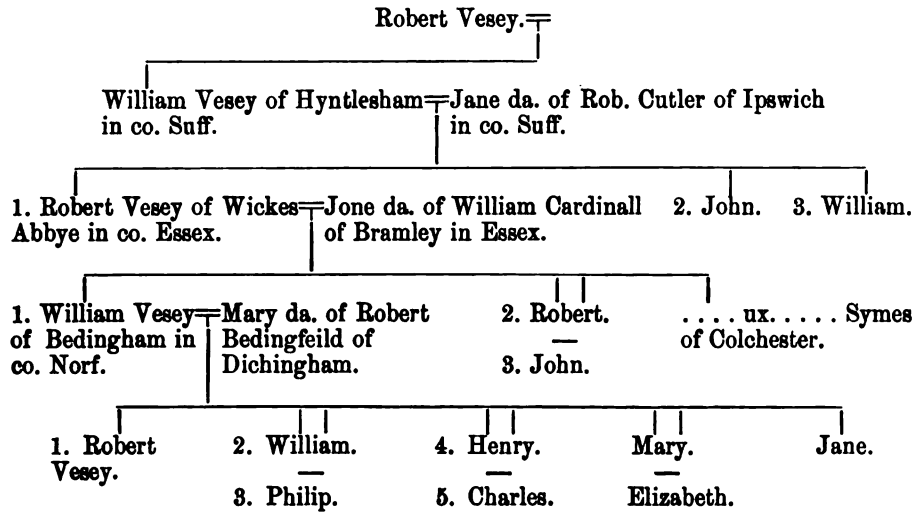 Robert Vesey.
William Vesey of Hyntlesham
in co. Suff.
Jane da. of Rob. Cutler of Ipswich
in co. Suff.
1. Robert Vesey of Wickes
Abbye in co. Essex.
Jone da. of William Cardinall
of Bramley in Essex.
2. John.
3. William.
1. William Vesey
of Bedingham in
co. Norf.
Mary da. of Robert
Bedingfeild of
Dichingham.
2. Robert.
3. John.
. . . . ux. . . . . Symes
of Colchester.
1. Robert
Vesey.
2. William.
3. Philip.
4. Henry.
5. Charles.
Mary.
Elizabeth.
Jane.